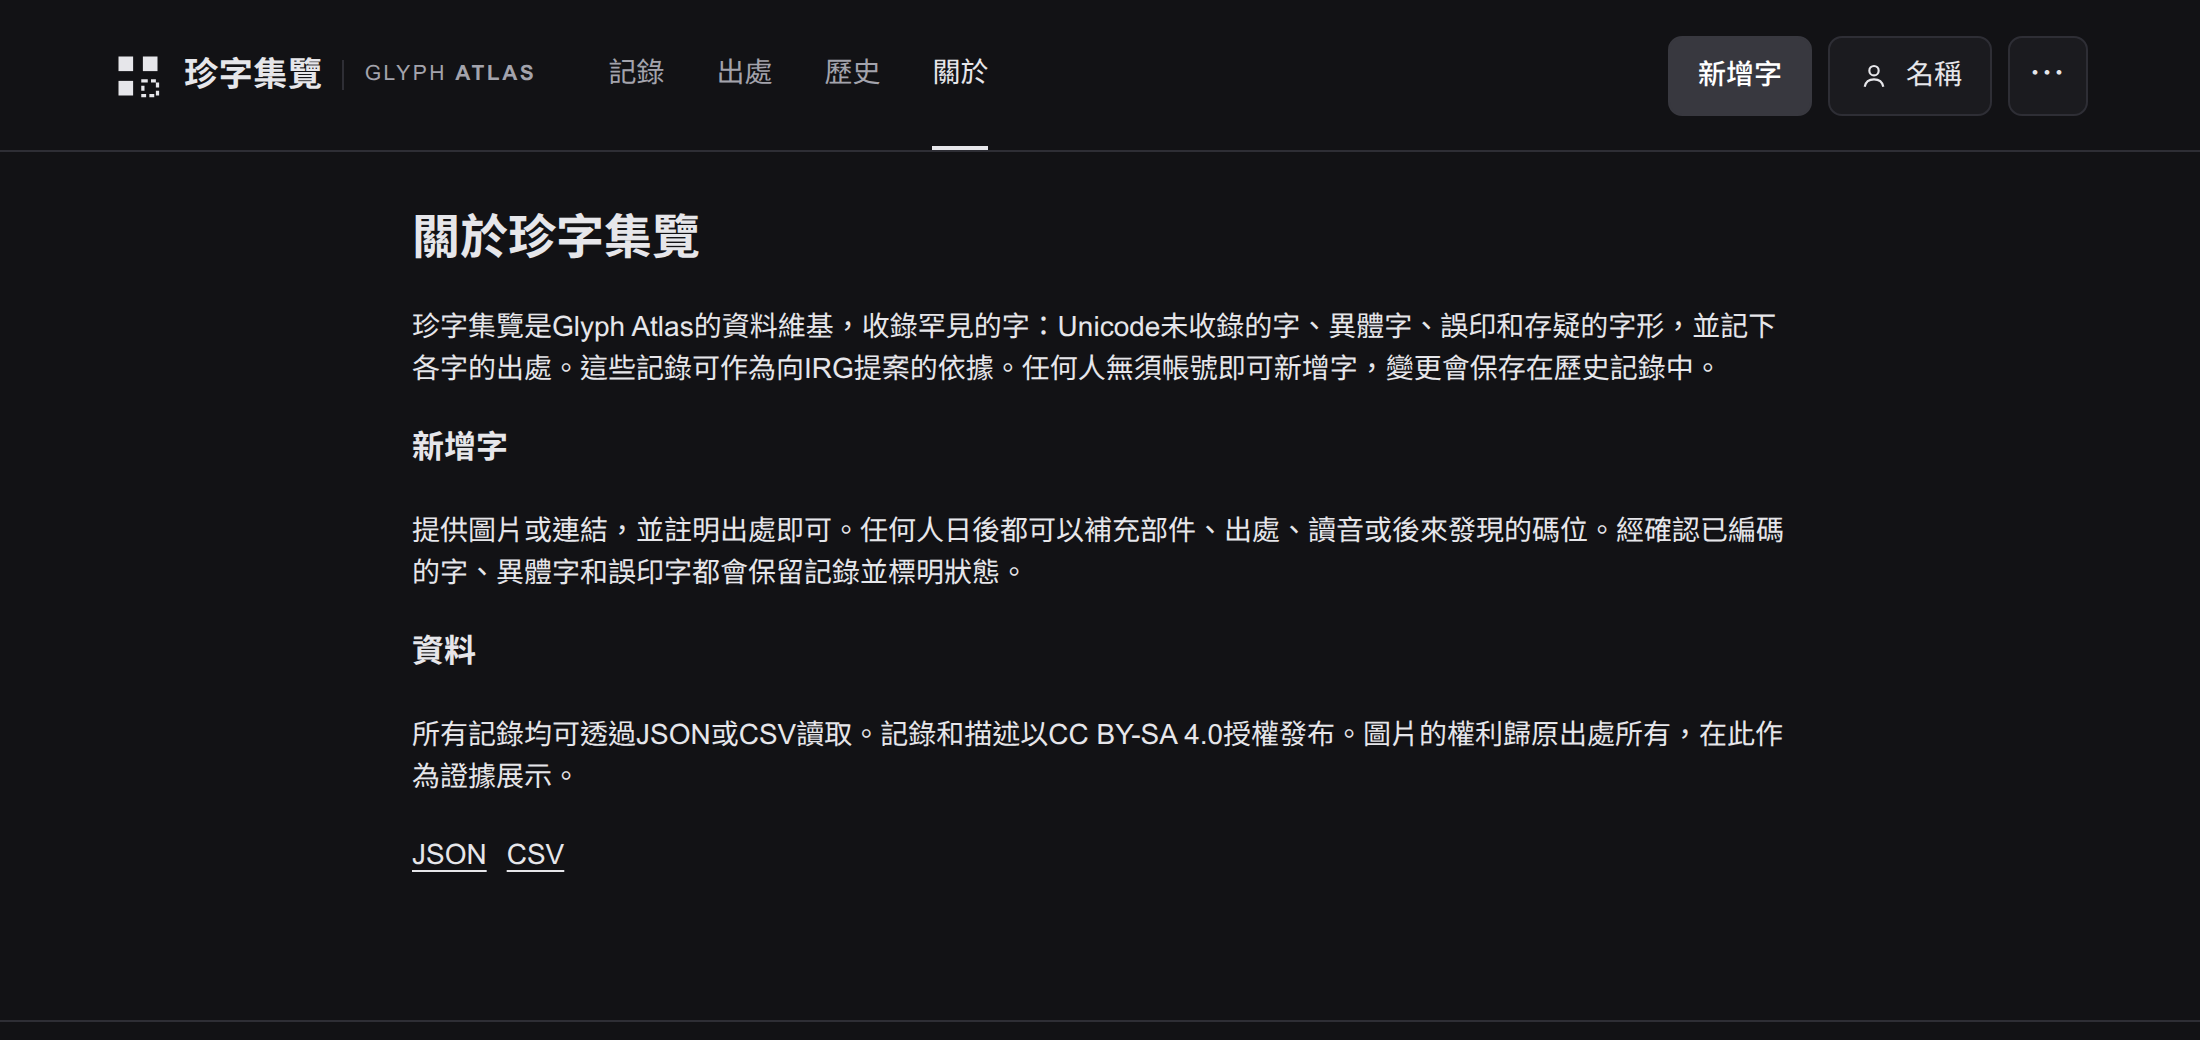 珍字集覽
GLYPH ATLAS
記錄
出處
歷史
關於
新增字
名稱
···
關於珍字集覽
珍字集覽是Glyph Atlas的資料維基，收錄罕見的字：Unicode未收錄的字、異體字、誤印和存疑的字形，並記下
各字的出處。這些記錄可作為向IRG提案的依據。任何人無須帳號即可新增字，變更會保存在歷史記錄中。
新增字
提供圖片或連結，並註明出處即可。任何人日後都可以補充部件、出處、讀音或後來發現的碼位。經確認已編碼
的字、異體字和誤印字都會保留記錄並標明狀態。
資料
所有記錄均可透過JSON或CSV讀取。記錄和描述以CC BY-SA 4.0授權發布。圖片的權利歸原出處所有，在此作
為證據展示。
JSON CSV